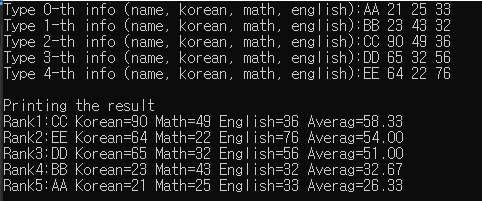 Type 0-th info (name, korean, math, english):AA 21 25 33
Type 1-th info (name, korean, math, english):BB 23 43 32
Type 2-th info (name, korean, math, english):CC 90 49 36
Type 3-th info (name, korean, math, english):DD 65 32 56
Type 4-th info (name, korean, math, english):EE 64 22 76
Printing the result
Rank1:CC Korean=90 Math=49 English=36 Averag=58.33
Rank2:EE Korean=64 Math=22 English=76 Averag=54.00
Rank3:DD Korean=65 Math=32 English=56 Averag=51.00
Rank4:BB Korean=23 Math=43 English=32 Averag=32.67
Rank5:AA Korean=21 Math=25 English=33 Averag=26.33